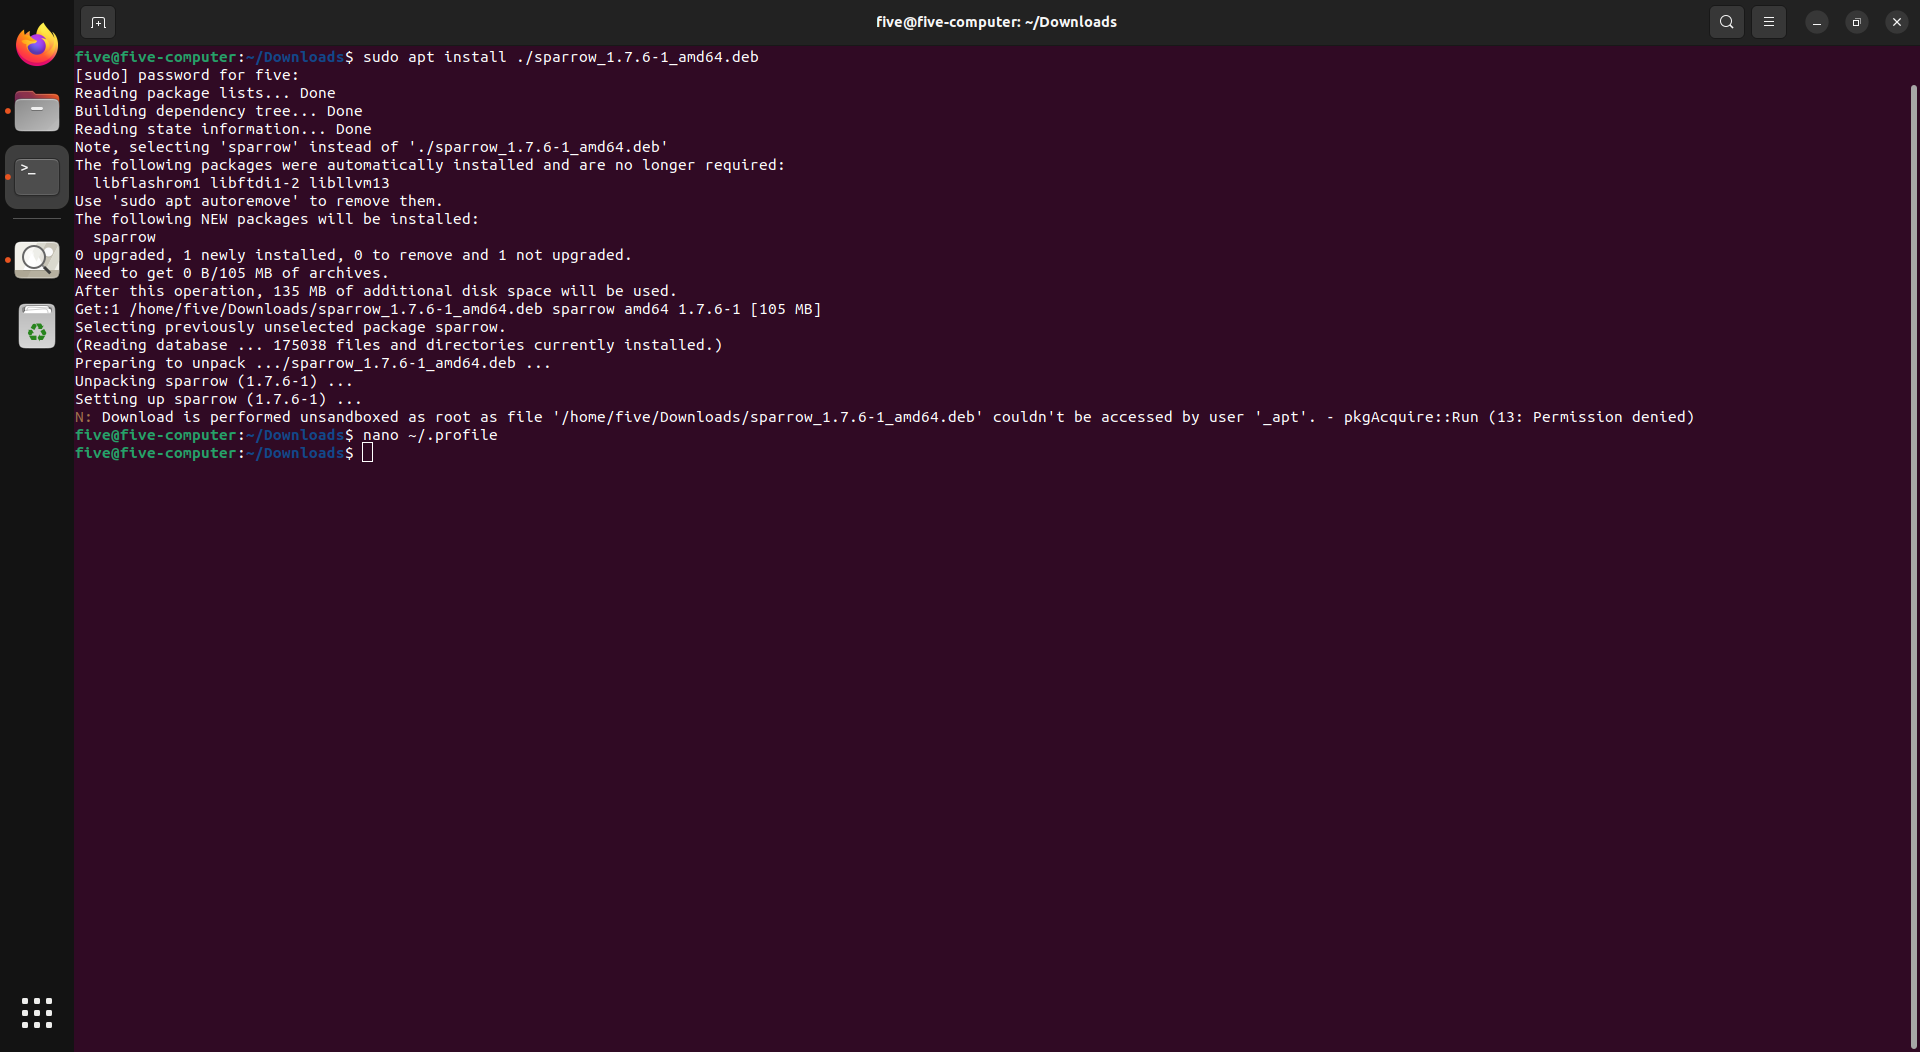 five@five-computer: ~/Downloads
five@five-computer:~/Downloads$ sudo apt install ./sparrow_1.7.6-1_amd64.deb
[sudo] password for five:
Reading package lists... Done
Building dependency tree... Done
Reading state information... Done
Note, selecting 'sparrow' instead of './sparrow_1.7.6-1_amd64.deb'
The following packages were automatically installed and are no longer required:
  libflashrom1 libftdi1-2 libllvm13
Use 'sudo apt autoremove' to remove them.
The following NEW packages will be installed:
  sparrow
0 upgraded, 1 newly installed, 0 to remove and 1 not upgraded.
Need to get 0 B/105 MB of archives.
After this operation, 135 MB of additional disk space will be used.
Get:1 /home/five/Downloads/sparrow_1.7.6-1_amd64.deb sparrow amd64 1.7.6-1 [105 MB]
Selecting previously unselected package sparrow.
(Reading database ... 175038 files and directories currently installed.)
Preparing to unpack .../sparrow_1.7.6-1_amd64.deb ...
Unpacking sparrow (1.7.6-1) ...
Setting up sparrow (1.7.6-1) ...
N: Download is performed unsandboxed as root as file '/home/five/Downloads/sparrow_1.7.6-1_amd64.deb' couldn't be accessed by user '_apt'. - pkgAcquire::Run (13: Permission denied)
five@five-computer:~/Downloads$ nano ~/.profile
five@five-computer:~/Downloads$